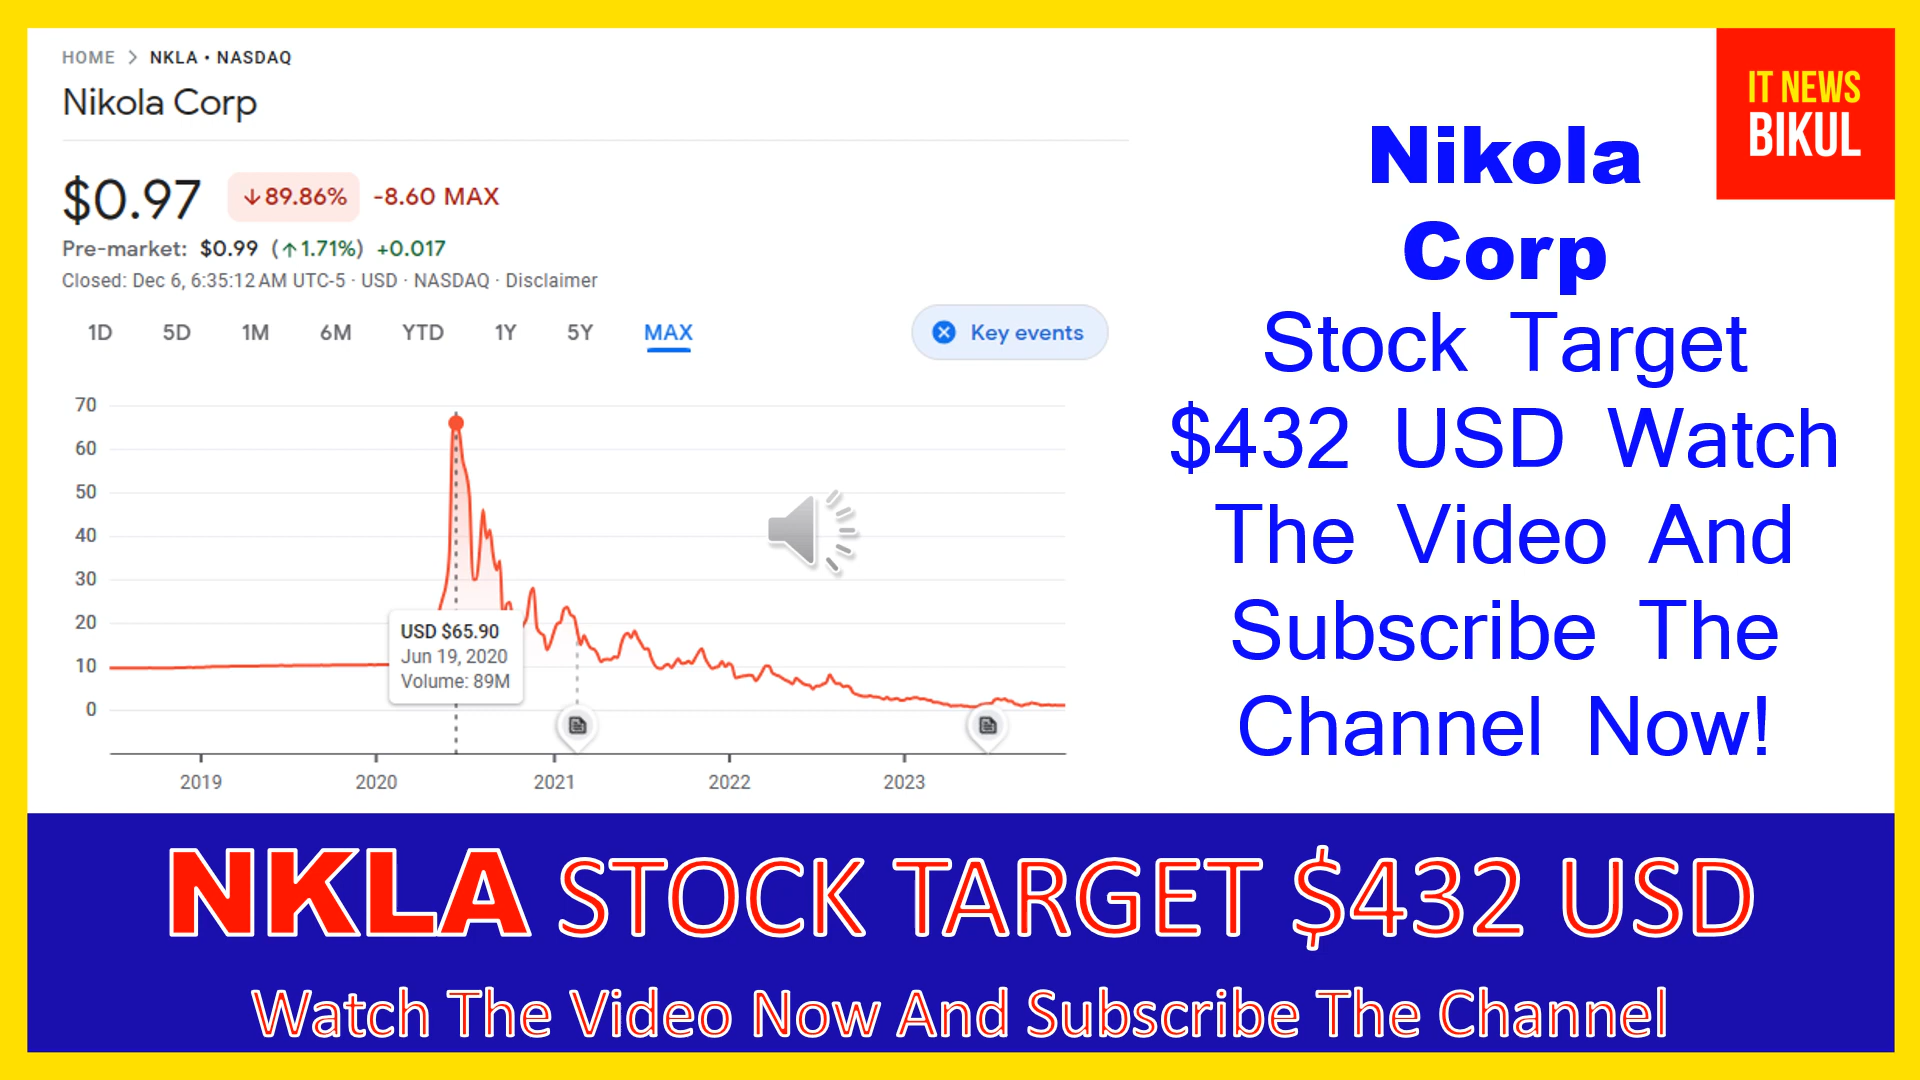 HOME > NKLA • NASDAQ
Nikola Corp
$0.97 ↓89.86% -8.60 MAX
Pre-market: $0.99 (↑1.71%) +0.017
Closed: Dec 6, 6:35:12 AM UTC-5 · USD · NASDAQ · Disclaimer
1D 5D 1M 6M YTD 1Y 5Y MAX
Key events
70
60
50
40
30
20
10
0
USD $65.90
Jun 19, 2020
Volume: 89M
2019 2020 2021 2022 2023
IT NEWS
BIKUL
Nikola
Corp
Stock Target
$432 USD Watch
The Video And
Subscribe The
Channel Now!
NKLA STOCK TARGET $432 USD
Watch The Video Now And Subscribe The Channel